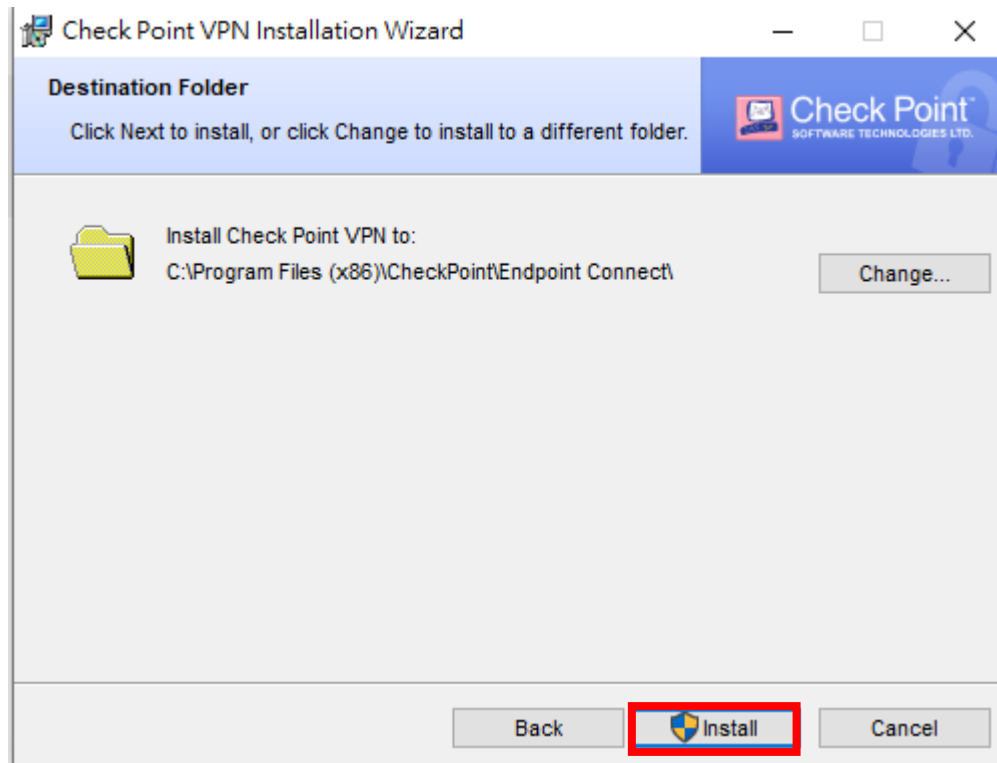 Check Point VPN Installation Wizard
Destination Folder
Click Next to install, or click Change to install to a different folder.
Check Point™
SOFTWARE TECHNOLOGIES LTD.
Install Check Point VPN to:
C:\Program Files (x86)\CheckPoint\Endpoint Connect\
Change...
Back
Install
Cancel